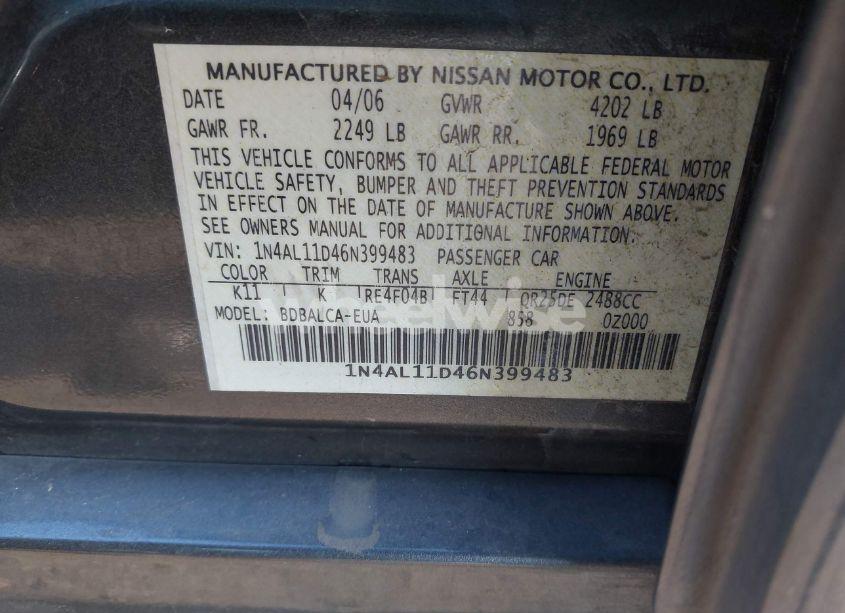 MANUFACTURED BY NISSAN MOTOR CO., LTD.
DATE 04/06 GVWR 4202 LB
GAWR FR. 2249 LB GAWR RR. 1969 LB
THIS VEHICLE CONFORMS TO ALL APPLICABLE FEDERAL MOTOR
VEHICLE SAFETY, BUMPER AND THEFT PREVENTION STANDARDS
IN EFFECT ON THE DATE OF MANUFACTURE SHOWN ABOVE.
SEE OWNERS MANUAL FOR ADDITIONAL INFORMATION.
VIN: 1N4AL11D46N399483 PASSENGER CAR
COLOR TRIM TRANS AXLE ENGINE
K11 K RE4F04B FT44 QR25DE 2488CC
MODEL: BDBALCA-EUA 858 0Z000
1N4AL11D46N399483
wheelwise